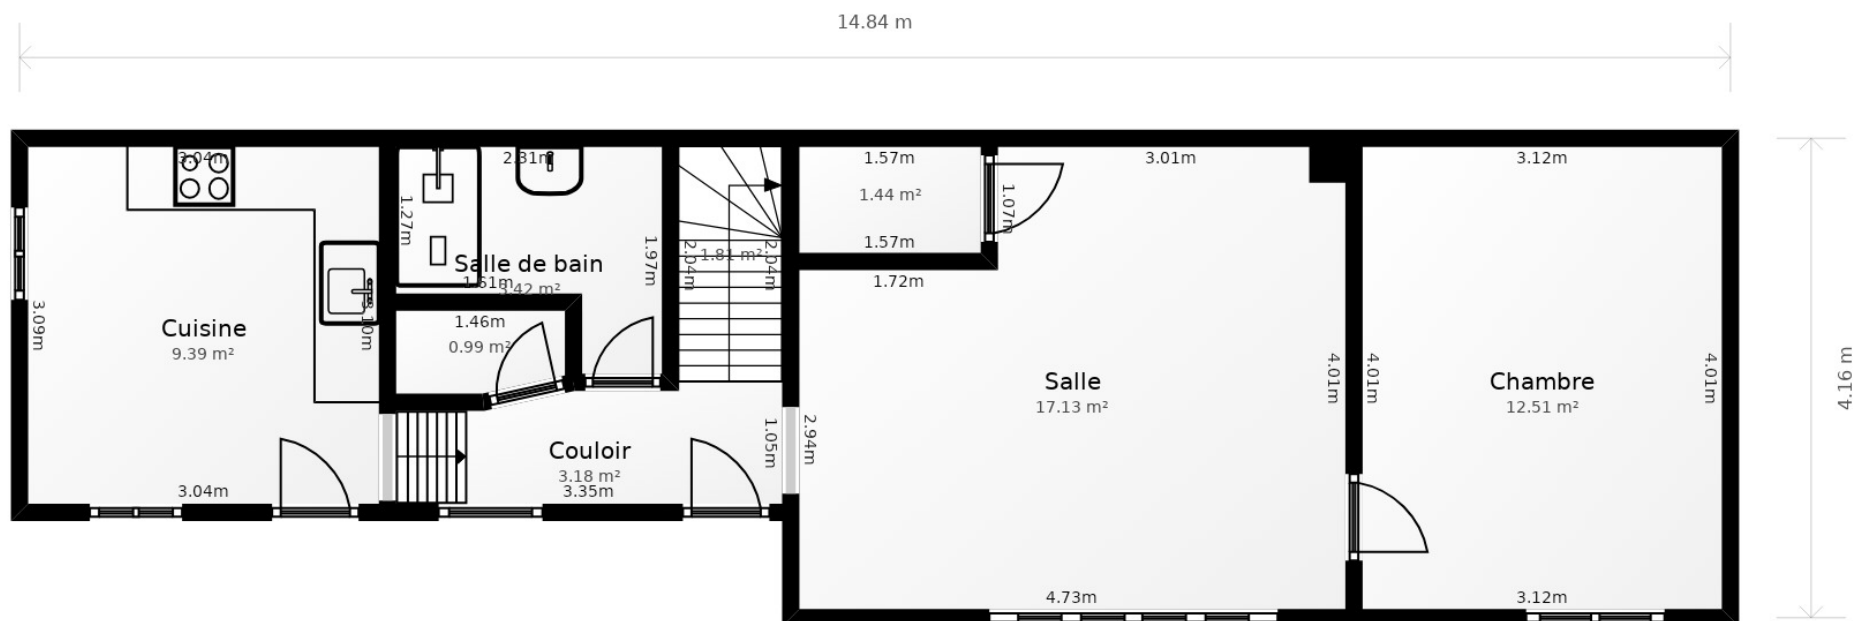 14.84 m
3.04m
2.31m
1.57m
3.01m
3.12m
1.27m
1.44 m²
1.07m
1.57m
1.97m
2.04m
1.81 m²
2.04m
Salle de bain
1.61m
3.42 m²
1.72m
3.09m
Cuisine
9.39 m²
3.10m
1.46m
0.99 m²
4.16 m
Salle
17.13 m²
4.01m
4.01m
Chambre
12.51 m²
4.01m
Couloir
3.18 m²
3.35m
1.05m
2.94m
3.04m
4.73m
3.12m